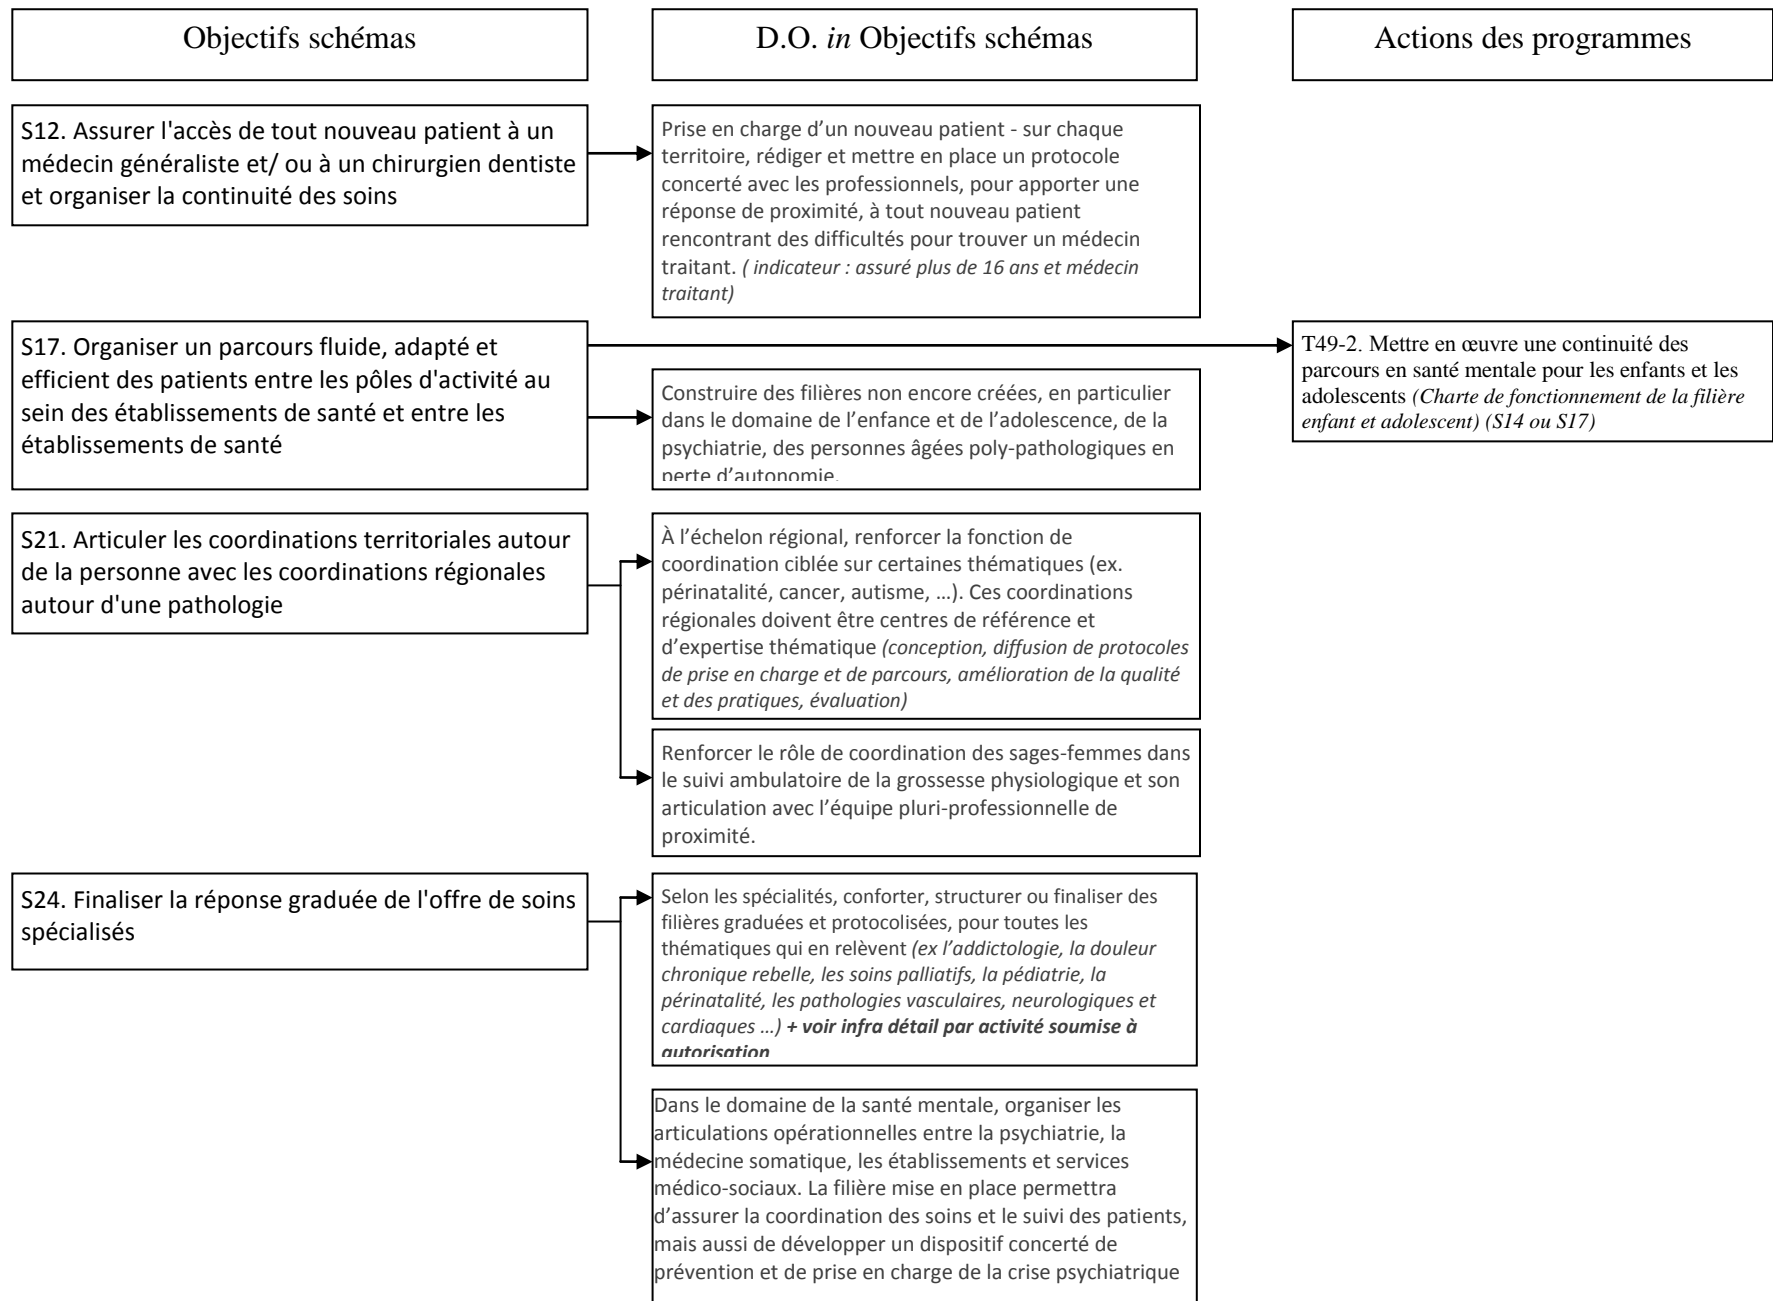 Objectifs schémas
D.O. in Objectifs schémas
Actions des programmes
S12. Assurer l'accès de tout nouveau patient à un
médecin généraliste et/ ou à un chirurgien dentiste
et organiser la continuité des soins
Prise en charge d’un nouveau patient - sur chaque
territoire, rédiger et mettre en place un protocole
concerté avec les professionnels, pour apporter une
réponse de proximité, à tout nouveau patient
rencontrant des difficultés pour trouver un médecin
traitant. ( indicateur : assuré plus de 16 ans et médecin
traitant)
S17. Organiser un parcours fluide, adapté et
efficient des patients entre les pôles d'activité au
sein des établissements de santé et entre les
établissements de santé
Construire des filières non encore créées, en particulier
dans le domaine de l’enfance et de l’adolescence, de la
psychiatrie, des personnes âgées poly-pathologiques en
perte d’autonomie.
T49-2. Mettre en œuvre une continuité des
parcours en santé mentale pour les enfants et les
adolescents (Charte de fonctionnement de la filière
enfant et adolescent) (S14 ou S17)
S21. Articuler les coordinations territoriales autour
de la personne avec les coordinations régionales
autour d'une pathologie
À l’échelon régional, renforcer la fonction de
coordination ciblée sur certaines thématiques (ex.
périnatalité, cancer, autisme, …). Ces coordinations
régionales doivent être centres de référence et
d’expertise thématique (conception, diffusion de protocoles
de prise en charge et de parcours, amélioration de la qualité
et des pratiques, évaluation)
Renforcer le rôle de coordination des sages-femmes dans
le suivi ambulatoire de la grossesse physiologique et son
articulation avec l’équipe pluri-professionnelle de
proximité.
S24. Finaliser la réponse graduée de l'offre de soins
spécialisés
Selon les spécialités, conforter, structurer ou finaliser des
filières graduées et protocolisées, pour toutes les
thématiques qui en relèvent (ex l’addictologie, la douleur
chronique rebelle, les soins palliatifs, la pédiatrie, la
périnatalité, les pathologies vasculaires, neurologiques et
cardiaques …) + voir infra détail par activité soumise à
autorisation
Dans le domaine de la santé mentale, organiser les
articulations opérationnelles entre la psychiatrie, la
médecine somatique, les établissements et services
médico-sociaux. La filière mise en place permettra
d’assurer la coordination des soins et le suivi des patients,
mais aussi de développer un dispositif concerté de
prévention et de prise en charge de la crise psychiatrique